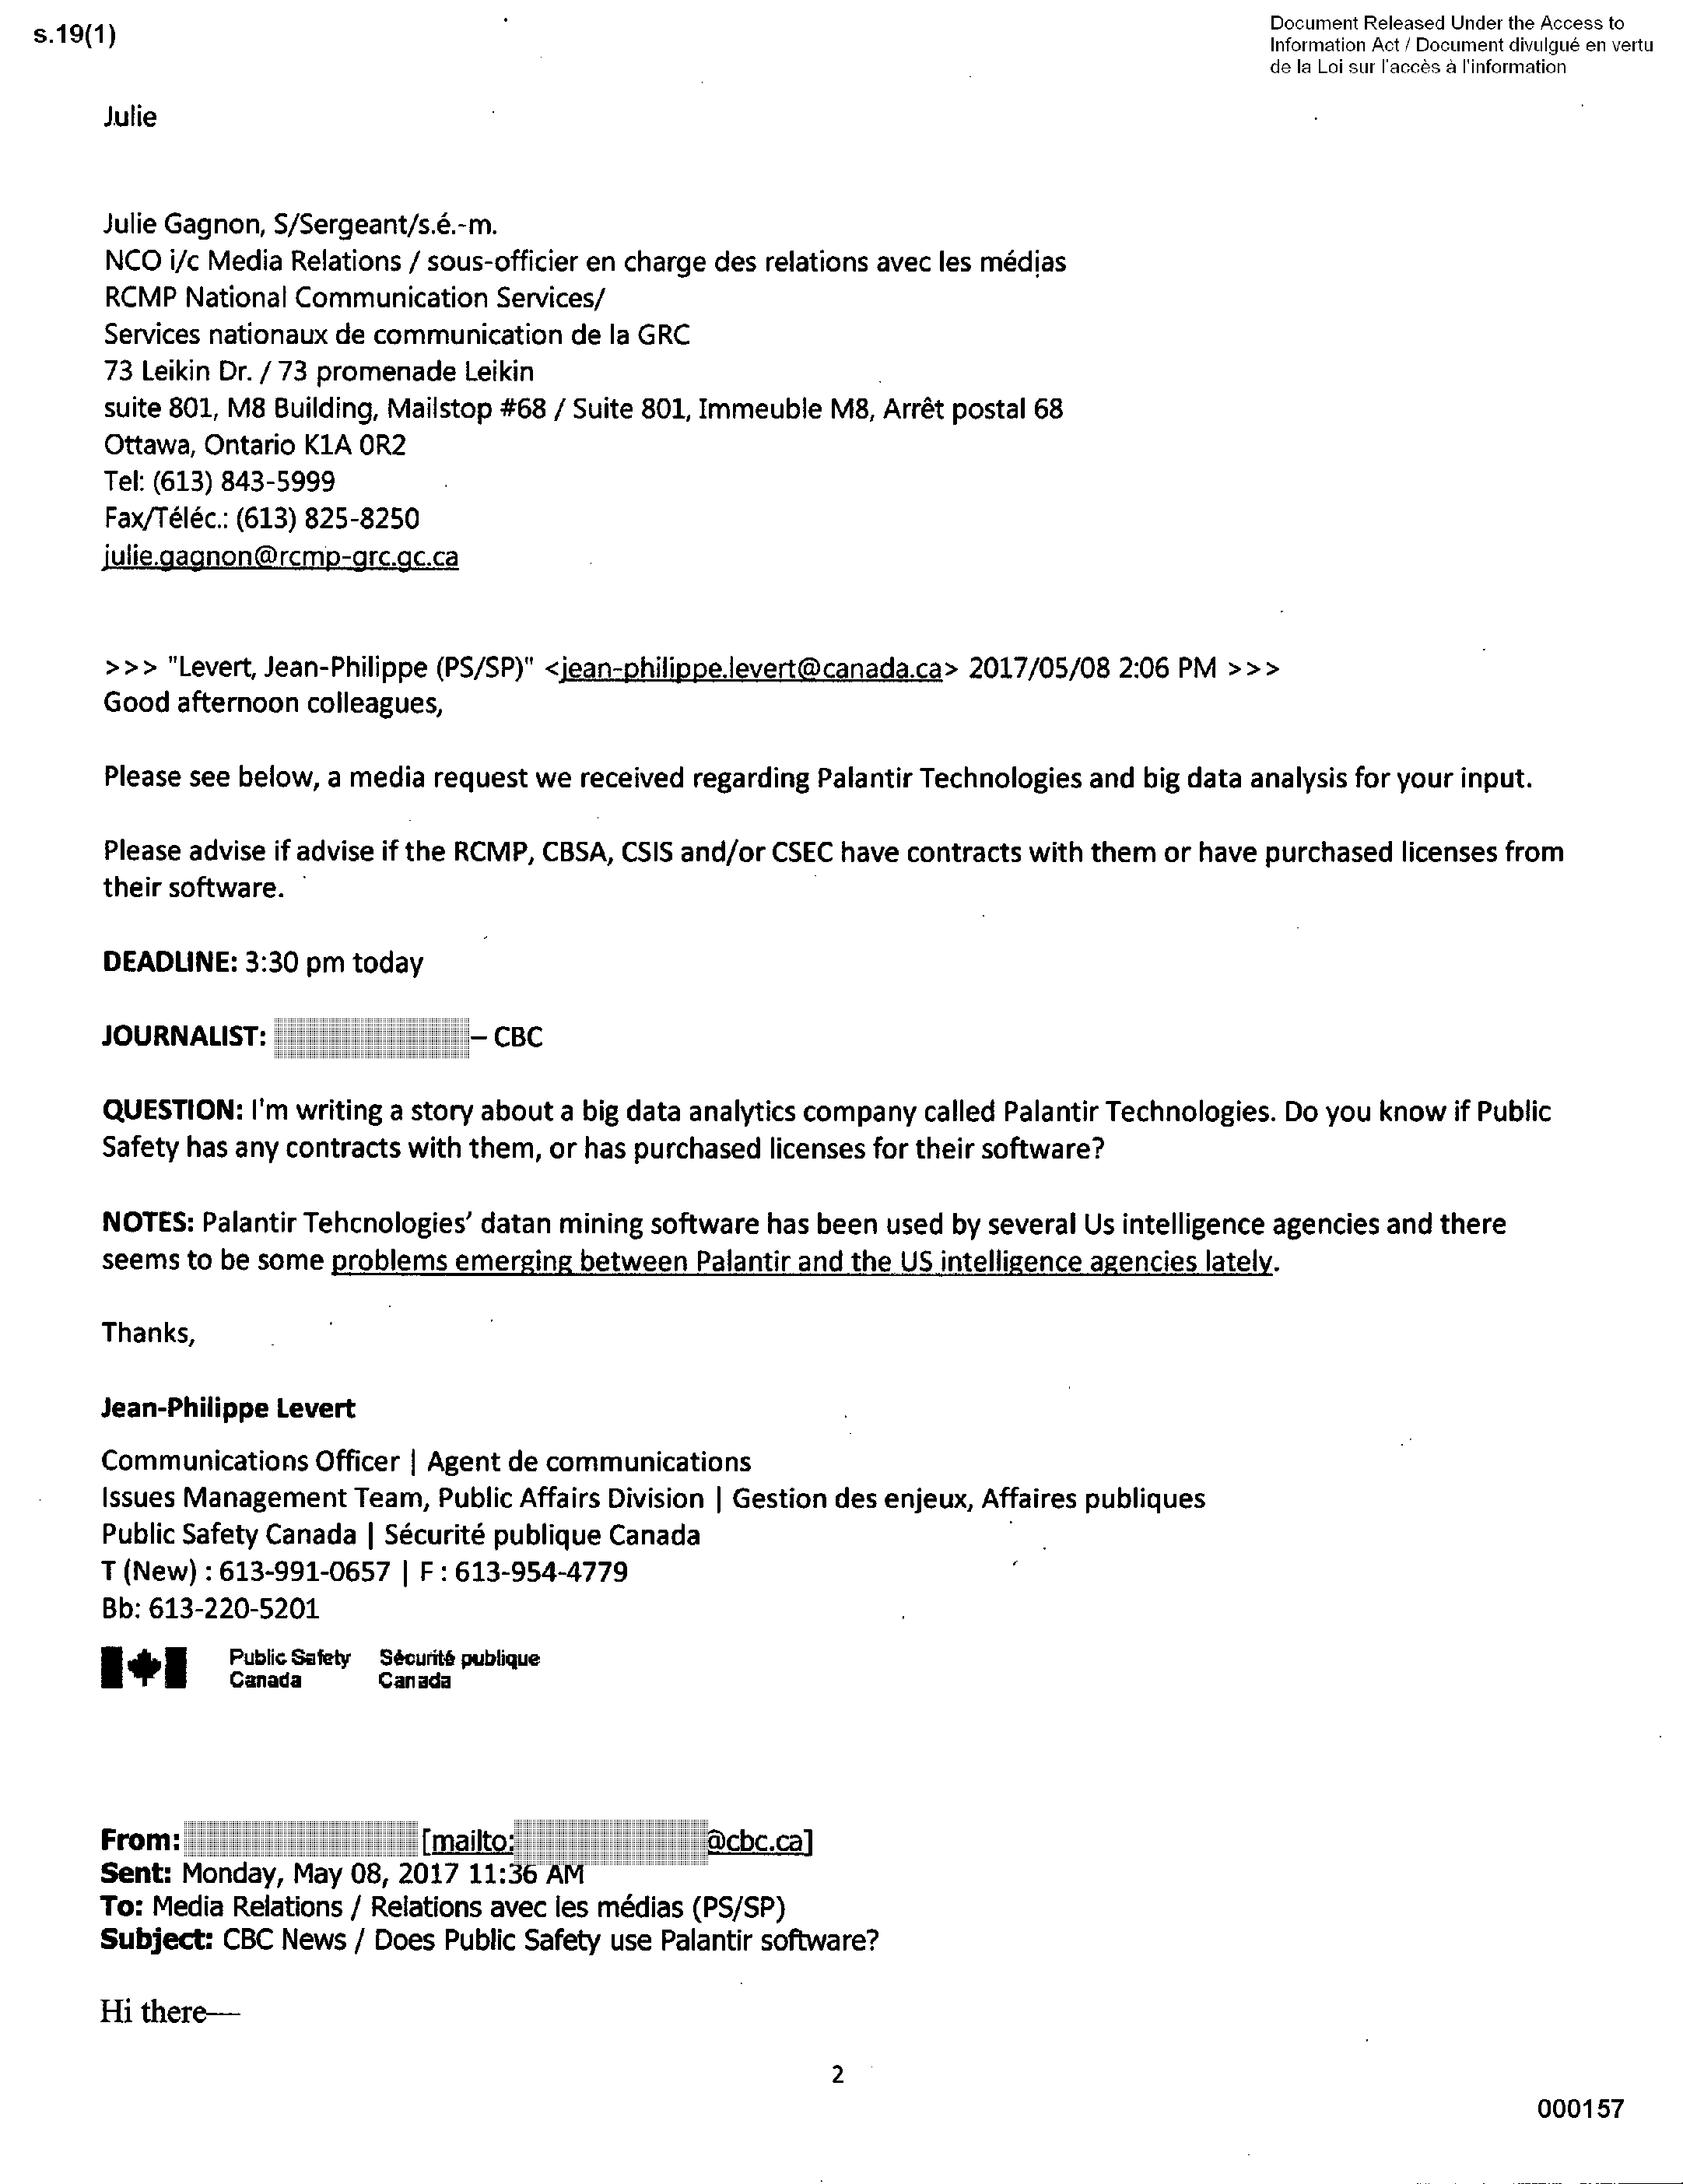 s.19(1)
Document Released Under the Access to
Information Act / Document divulgué en vertu
de la Loi sur l'accès à l'information
Julie
Julie Gagnon, S/Sergeant/s.é.-m.
NCO i/c Media Relations / sous-officier en charge des relations avec les médias
RCMP National Communication Services/
Services nationaux de communication de la GRC
73 Leikin Dr. / 73 promenade Leikin
suite 801, M8 Building, Mailstop #68 / Suite 801, Immeuble M8, Arrêt postal 68
Ottawa, Ontario K1A 0R2
Tel: (613) 843-5999
Fax/Téléc.: (613) 825-8250
julie.gagnon@rcmp-grc.gc.ca
>>> "Levert, Jean-Philippe (PS/SP)" <jean-philippe.levert@canada.ca> 2017/05/08 2:06 PM >>>
Good afternoon colleagues,
Please see below, a media request we received regarding Palantir Technologies and big data analysis for your input.
Please advise if advise if the RCMP, CBSA, CSIS and/or CSEC have contracts with them or have purchased licenses from
their software.
DEADLINE: 3:30 pm today
JOURNALIST: – CBC
QUESTION: I'm writing a story about a big data analytics company called Palantir Technologies. Do you know if Public
Safety has any contracts with them, or has purchased licenses for their software?
NOTES: Palantir Tehcnologies' datan mining software has been used by several Us intelligence agencies and there
seems to be some problems emerging between Palantir and the US intelligence agencies lately.
Thanks,
Jean-Philippe Levert
Communications Officer | Agent de communications
Issues Management Team, Public Affairs Division | Gestion des enjeux, Affaires publiques
Public Safety Canada | Sécurité publique Canada
T (New) : 613-991-0657 | F : 613-954-4779
Bb: 613-220-5201
Public Safety Sécurité publique
Canada Canada
From: [mailto: @cbc.ca]
Sent: Monday, May 08, 2017 11:36 AM
To: Media Relations / Relations avec les médias (PS/SP)
Subject: CBC News / Does Public Safety use Palantir software?
Hi there—
2
000157